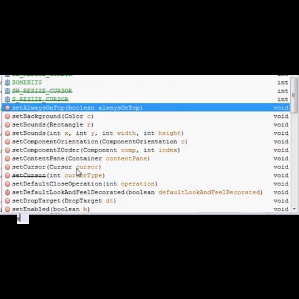 SOMEBITS int
SW_RESIZE_CURSOR int
S_RESIZE_CURSOR int
setAlwaysOnTop(boolean alwaysOnTop) void
setBackground(Color c) void
setBounds(Rectangle r) void
setBounds(int x, int y, int width, int height) void
setComponentOrientation(ComponentOrientation o) void
setComponentZOrder(Component comp, int index) void
setContentPane(Container contentPane) void
setCursor(Cursor cursor) void
setCursor(int cursorType) void
setDefaultCloseOperation(int operation) void
setDefaultLookAndFeelDecorated(boolean defaultLookAndFeelDecorated) void
setDropTarget(DropTarget dt) void
setEnabled(boolean b) void